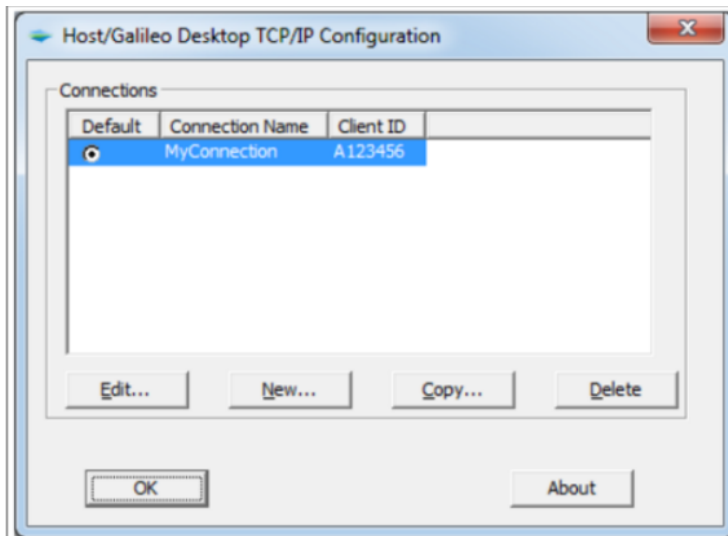 Host/Galileo Desktop TCP/IP Configuration
Connections
Default Connection Name Client ID
MyConnection A123456
Edit... New... Copy... Delete
OK About